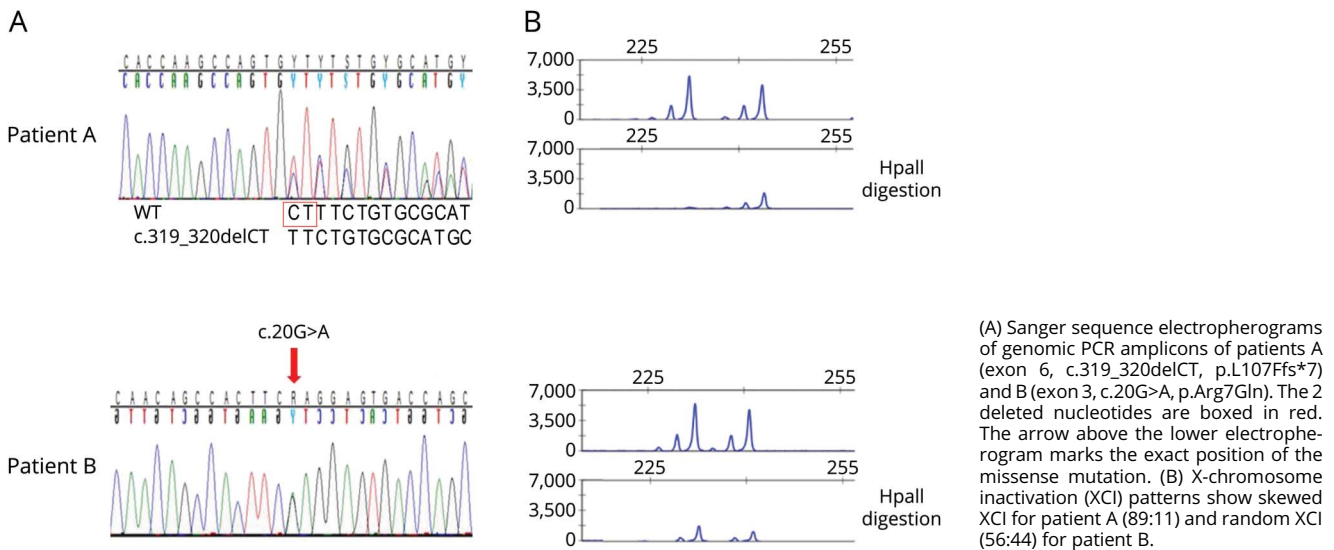 A
B
CACCAAGCCAGTGYTYTSTGYGCATGY
CACCAAGCCAGTGYTYTSTGYGCATGY
Patient A
WT
CTTTCTGTGCGCAT
c.319_320delCT
TTCTGTGCGCATGC
225 255
7,000
3,500
0
225 255
7,000
3,500
0
HpaII
digestion
c.20G>A
CAACAGCCACTTCRAGGAGTGACCAGC
Patient B
225 255
7,000
3,500
0
225 255
7,000
3,500
0
HpaII
digestion
(A) Sanger sequence electropherograms
of genomic PCR amplicons of patients A
(exon 6, c.319_320delCT, p.L107Ffs*7)
and B (exon 3, c.20G>A, p.Arg7Gln). The 2
deleted nucleotides are boxed in red.
The arrow above the lower electrophe-
rogram marks the exact position of the
missense mutation. (B) X-chromosome
inactivation (XCI) patterns show skewed
XCI for patient A (89:11) and random XCI
(56:44) for patient B.